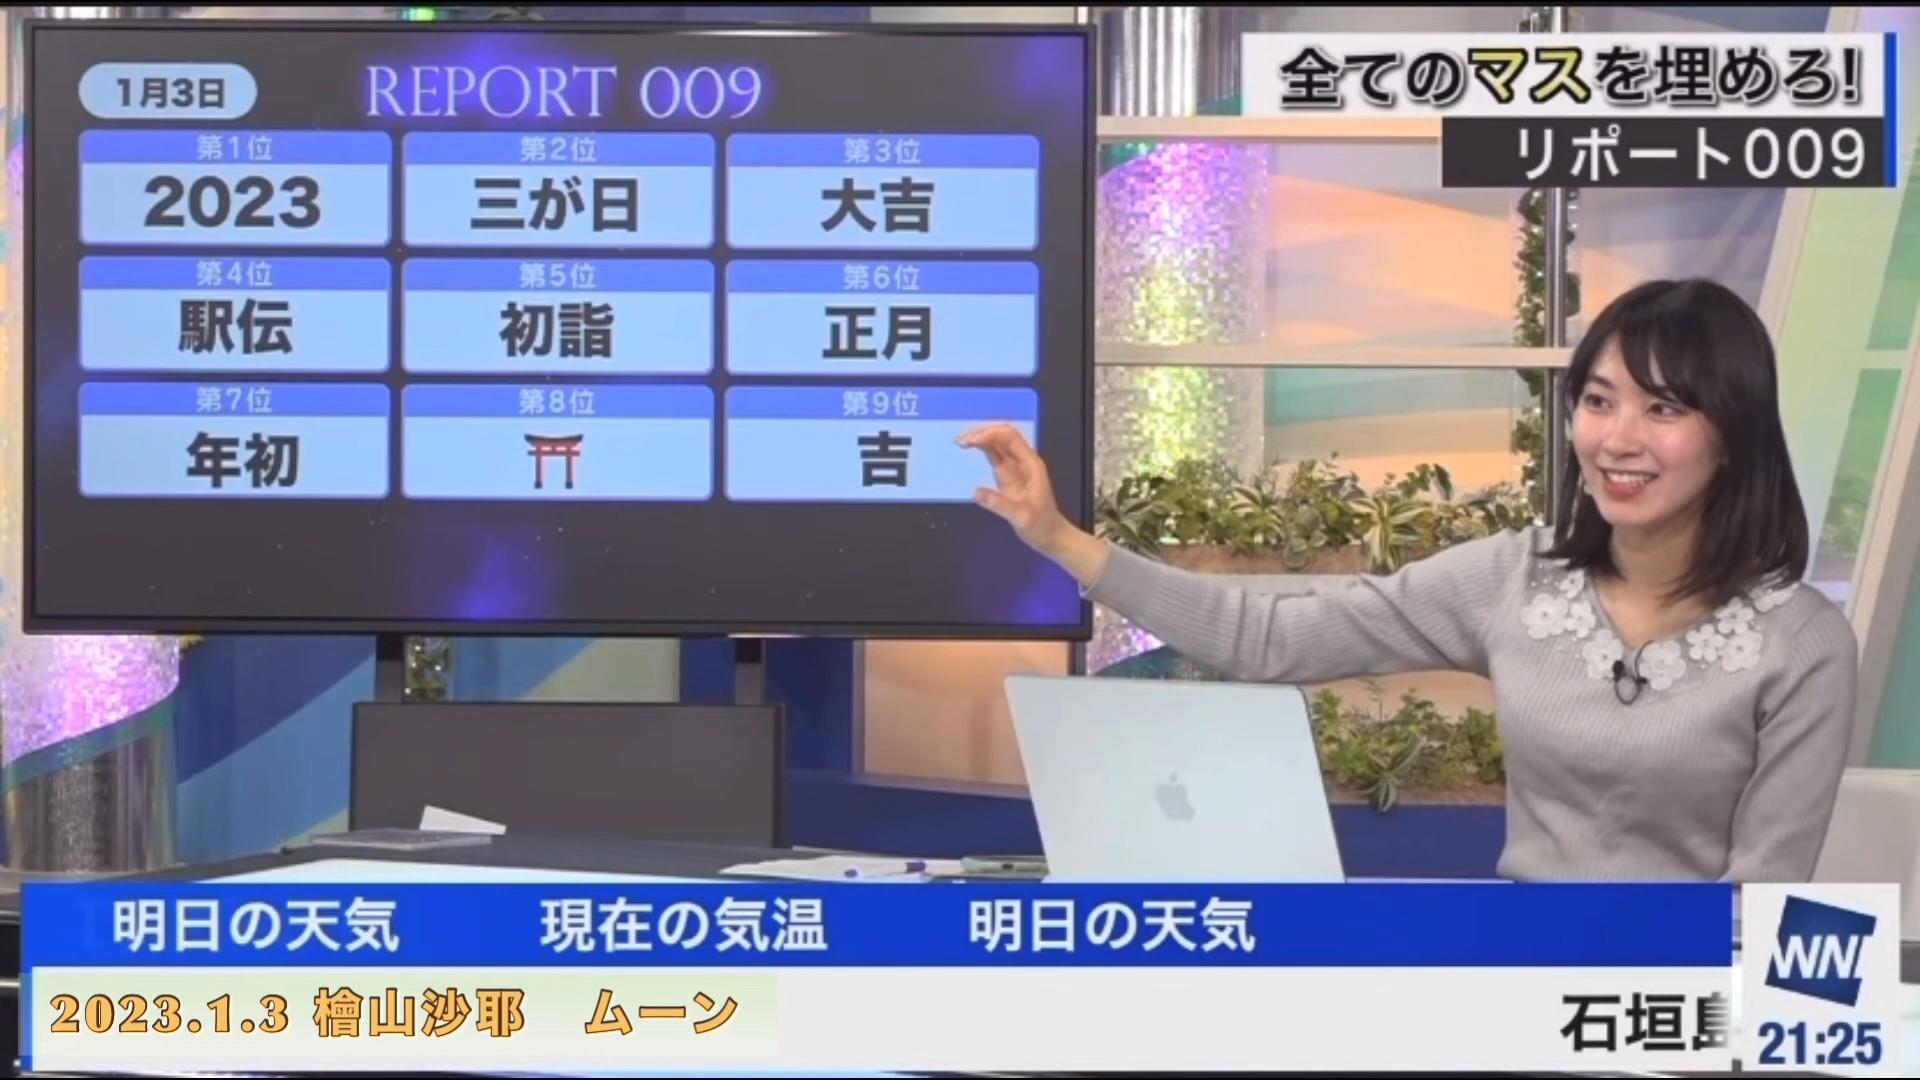 1月3日
REPORT 009
第1位
2023
第2位
三が日
第3位
大吉
第4位
駅伝
第5位
初詣
第6位
正月
第7位
年初
第8位
⛩
第9位
吉
全てのマスを埋めろ!
リポート009
明日の天気 現在の気温 明日の天気
2023.1.3 檜山沙耶 ムーン
石垣島
WNI
21:25